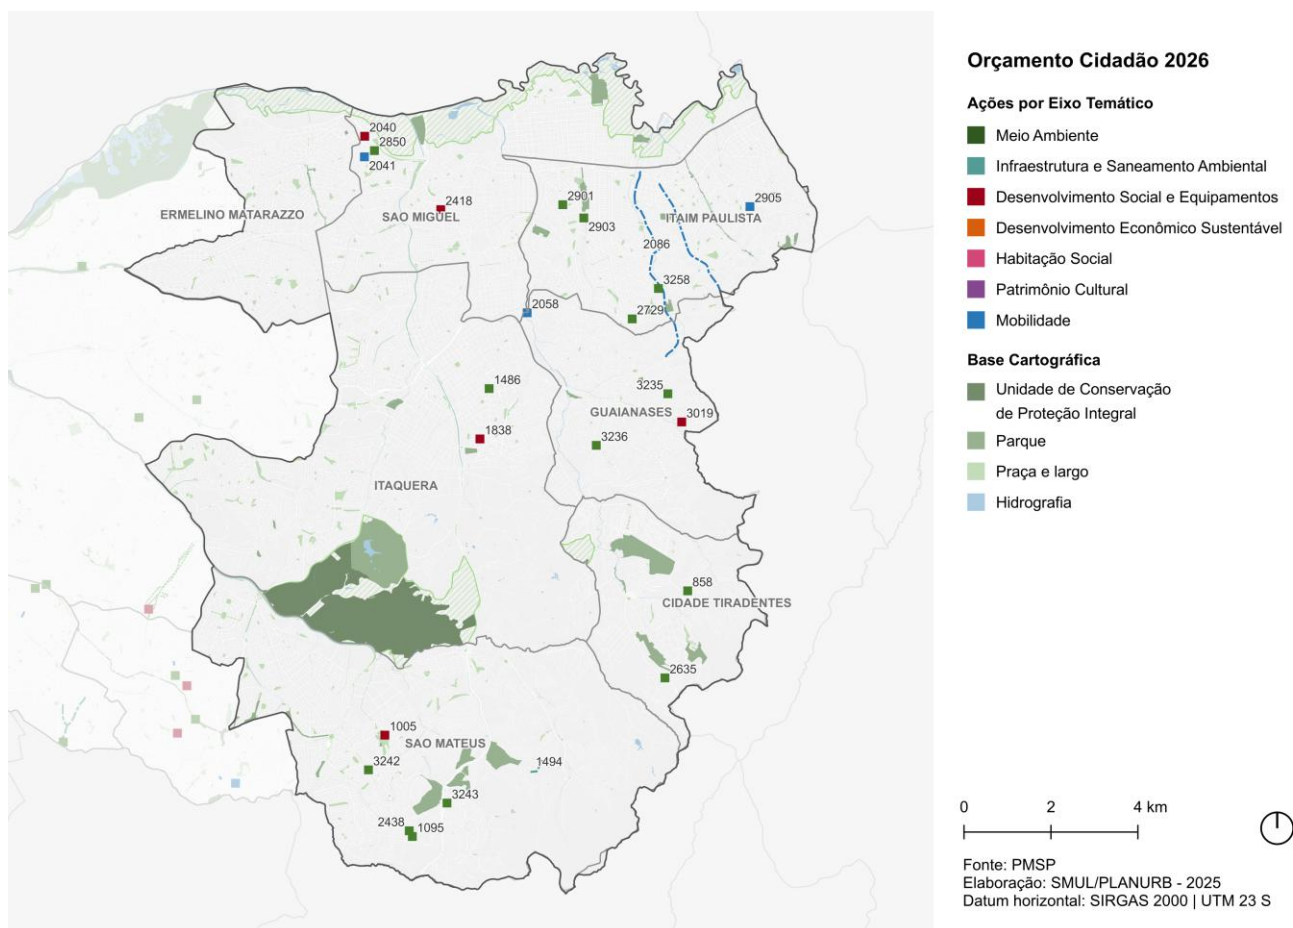 2040
2850
2041
ERMELINO MATARAZZO
SAO MIGUEL
2418
2901
2903
ITAIM PAULISTA
2905
2086
3258
2729
2058
1486
1838
3235
GUAIANASES
3019
3236
ITAQUERA
858
CIDADE TIRADENTES
2635
1005
SAO MATEUS
3242
1494
3243
2438
1095
Orçamento Cidadão 2026
Ações por Eixo Temático
Meio Ambiente
Infraestrutura e Saneamento Ambiental
Desenvolvimento Social e Equipamentos
Desenvolvimento Econômico Sustentável
Habitação Social
Patrimônio Cultural
Mobilidade
Base Cartográfica
Unidade de Conservação
de Proteção Integral
Parque
Praça e largo
Hidrografia
0 2 4 km
Fonte: PMSP
Elaboração: SMUL/PLANURB - 2025
Datum horizontal: SIRGAS 2000 | UTM 23 S